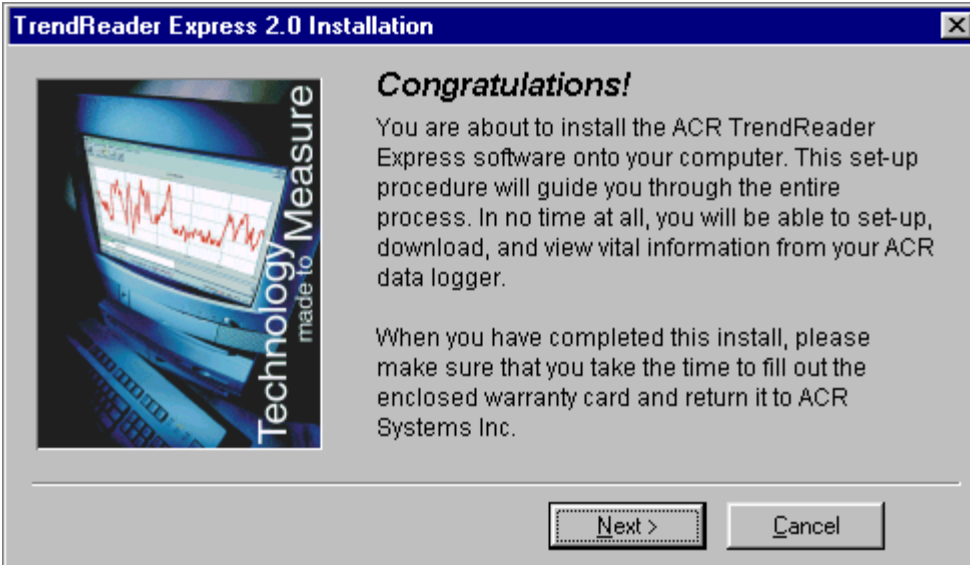 TrendReader Express 2.0 Installation
Technology
made to Measure
Congratulations!
You are about to install the ACR TrendReader
Express software onto your computer. This set-up
procedure will guide you through the entire
process. In no time at all, you will be able to set-up,
download, and view vital information from your ACR
data logger.
When you have completed this install, please
make sure that you take the time to fill out the
enclosed warranty card and return it to ACR
Systems Inc.
Next >
Cancel